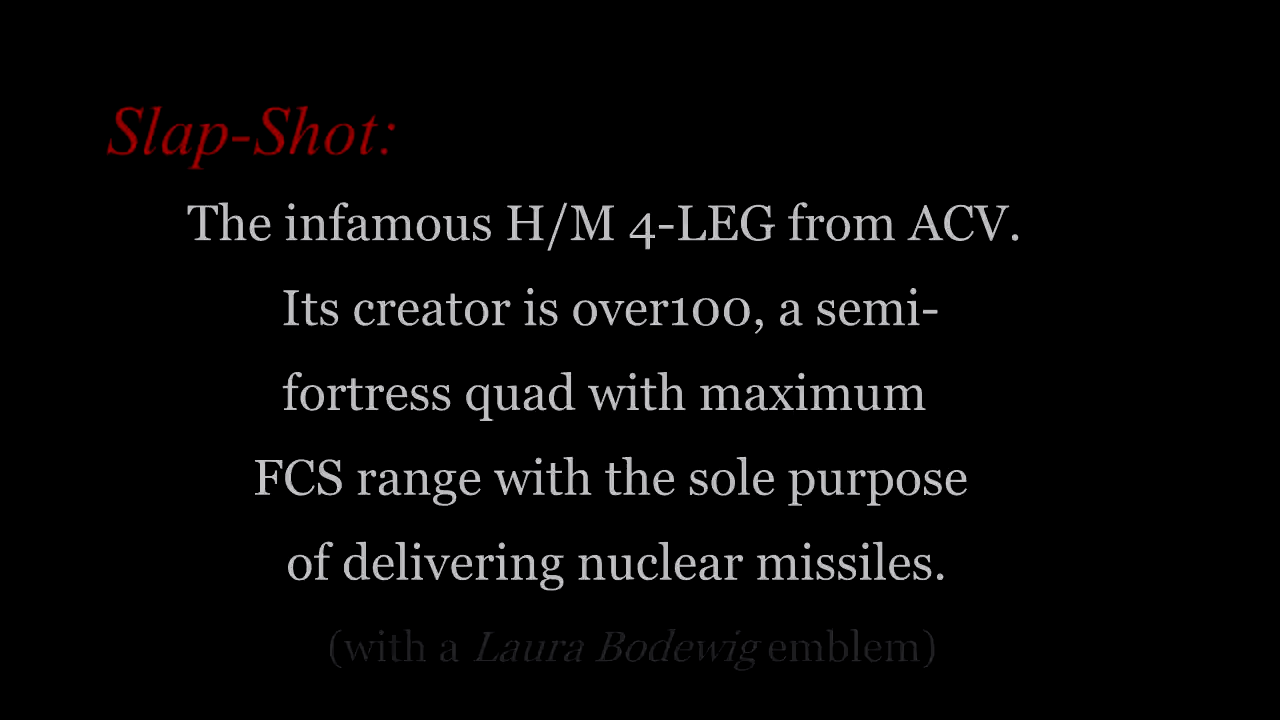 Slap-Shot:
The infamous H/M 4-LEG from ACV.
Its creator is over100, a semi-
fortress quad with maximum
FCS range with the sole purpose
of delivering nuclear missiles.
(with a Laura Bodewig emblem)